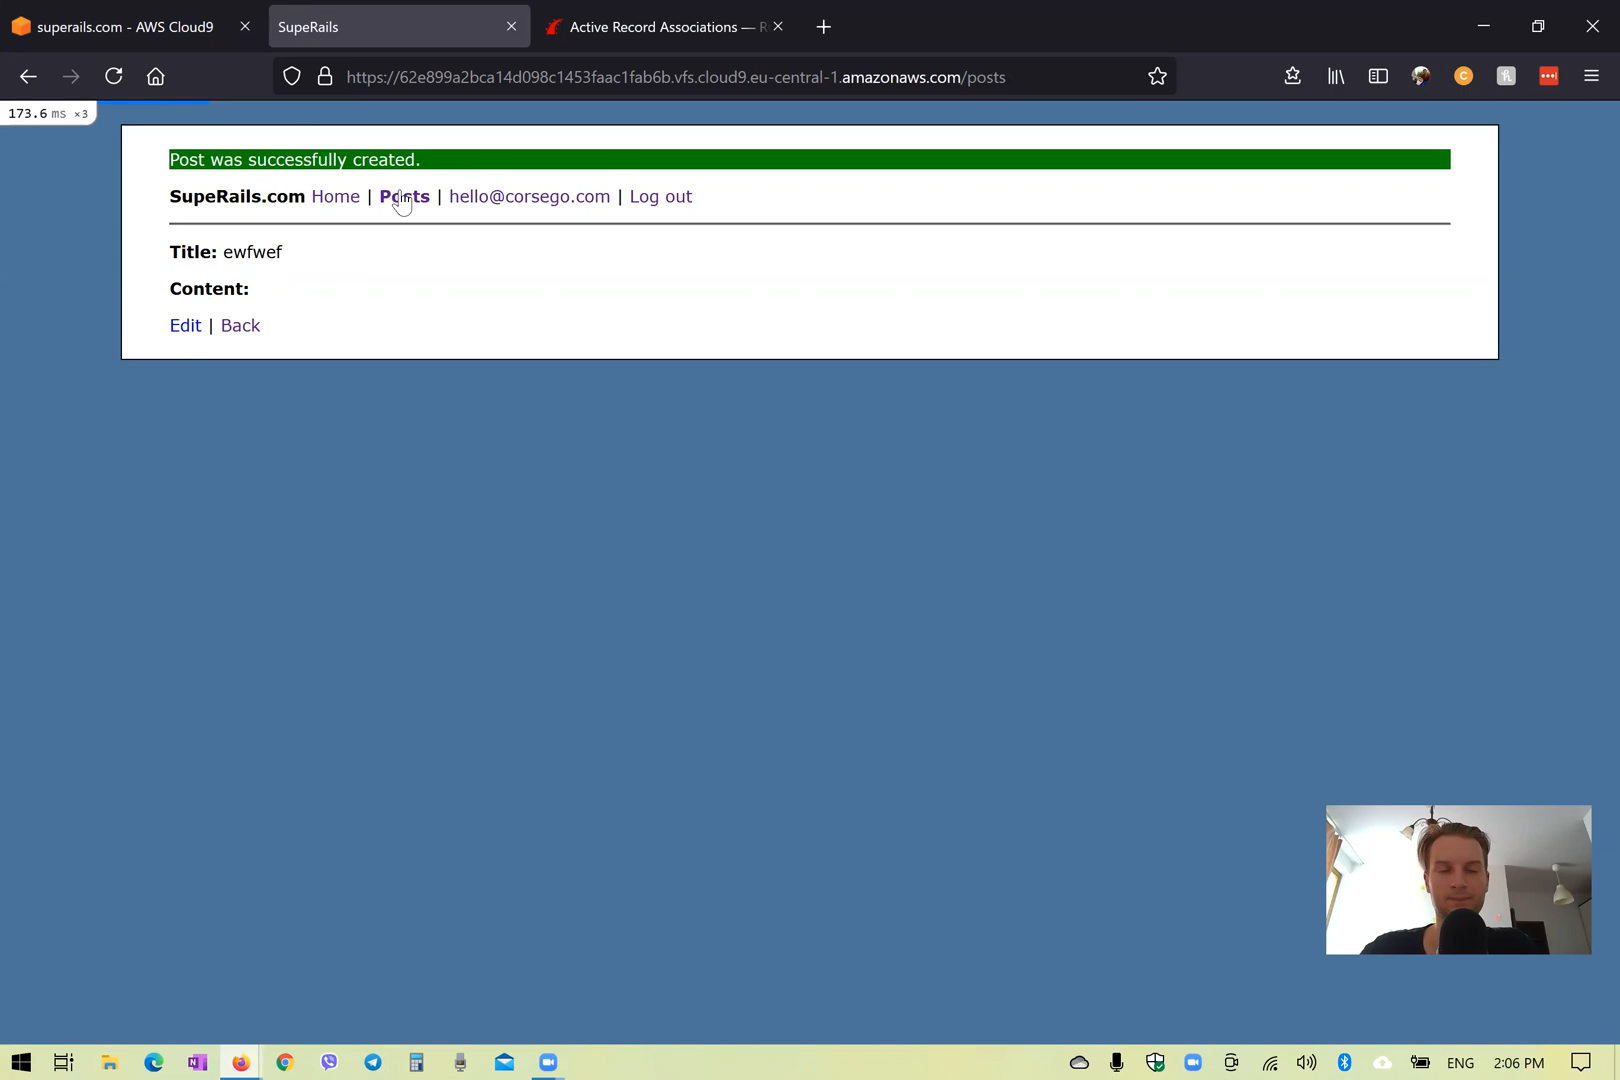 superails.com - AWS Cloud9
SupeRails
Active Record Associations —
https://62e899a2bca14d098c1453faac1fab6b.vfs.cloud9.eu-central-1.amazonaws.com/posts
173.6 ms ×3
Post was successfully created.
SupeRails.com Home | Posts | hello@corsego.com | Log out
Title: ewfwef
Content:
Edit | Back
ENG 2:06 PM